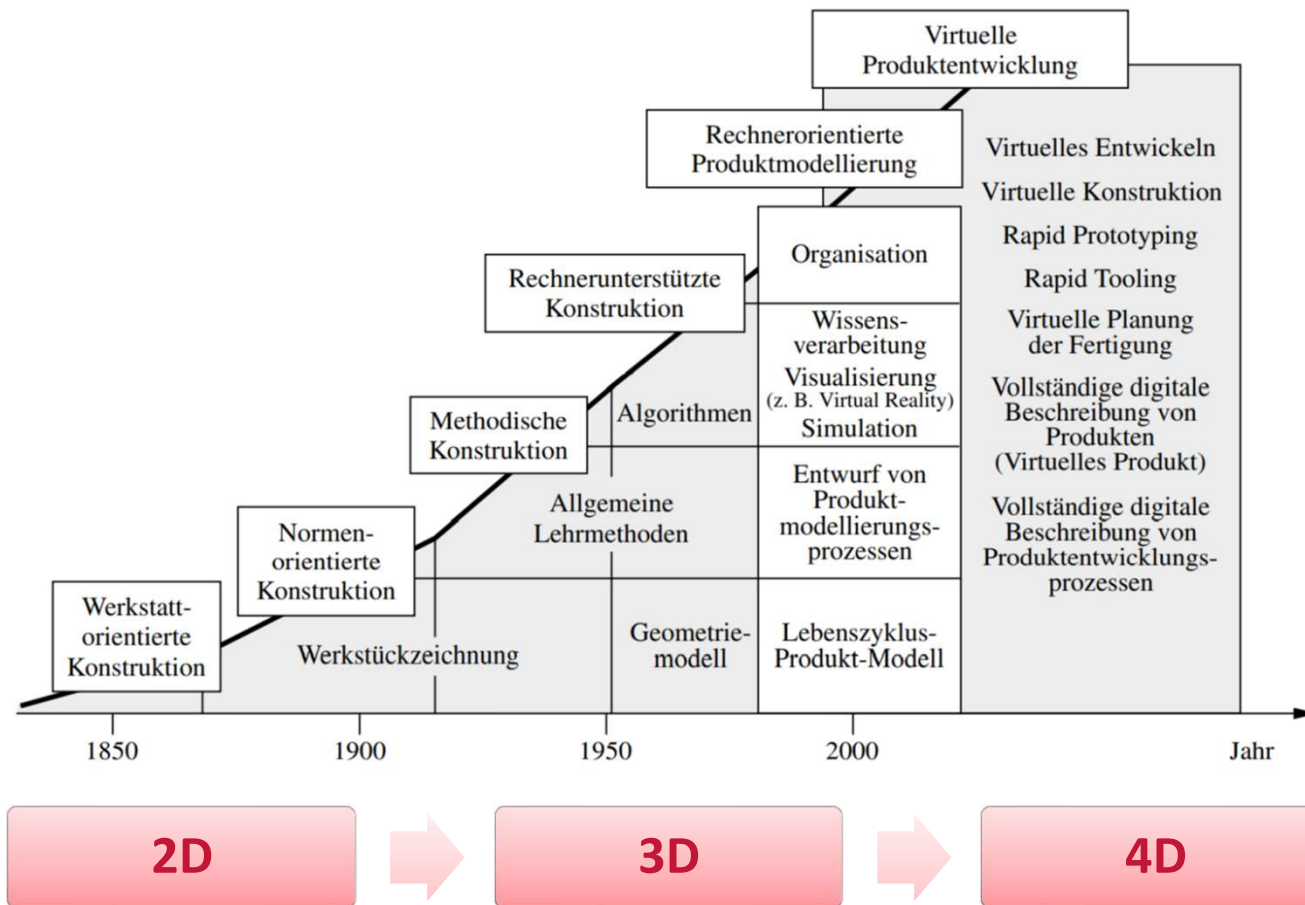 Virtuelle
Produktentwicklung
Rechnerorientierte
Produktmodellierung
Rechnerunterstützte
Konstruktion
Methodische
Konstruktion
Normen-
orientierte
Konstruktion
Werkstatt-
orientierte
Konstruktion
Werkstückzeichnung
Allgemeine
Lehrmethoden
Algorithmen
Geometrie-
modell
Organisation
Wissens-
verarbeitung
Visualisierung
(z. B. Virtual Reality)
Simulation
Entwurf von
Produkt-
modellierungs-
prozessen
Lebenszyklus-
Produkt-Modell
Virtuelles Entwickeln
Virtuelle Konstruktion
Rapid Prototyping
Rapid Tooling
Virtuelle Planung
der Fertigung
Vollständige digitale
Beschreibung von
Produkten
(Virtuelles Produkt)
Vollständige digitale
Beschreibung von
Produktentwicklungs-
prozessen
1850
1900
1950
2000
Jahr
2D
3D
4D